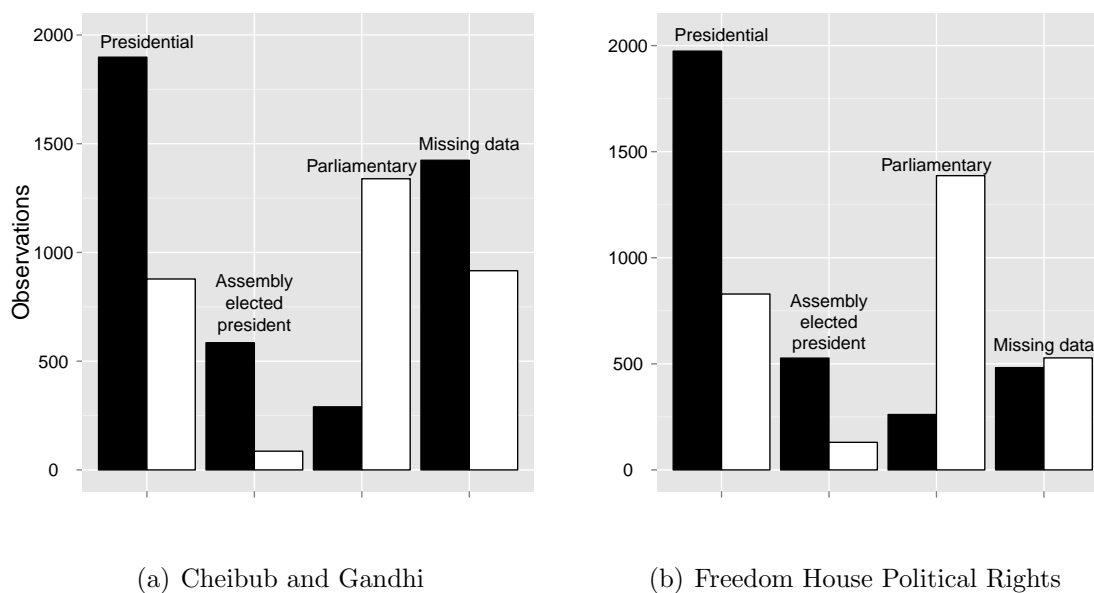 Observations
2000
1500
1000
500
0
Presidential
Assembly
elected
president
Parliamentary
Missing data
(a) Cheibub and Gandhi
2000
1500
1000
500
0
Presidential
Assembly
elected
president
Parliamentary
Missing data
(b) Freedom House Political Rights